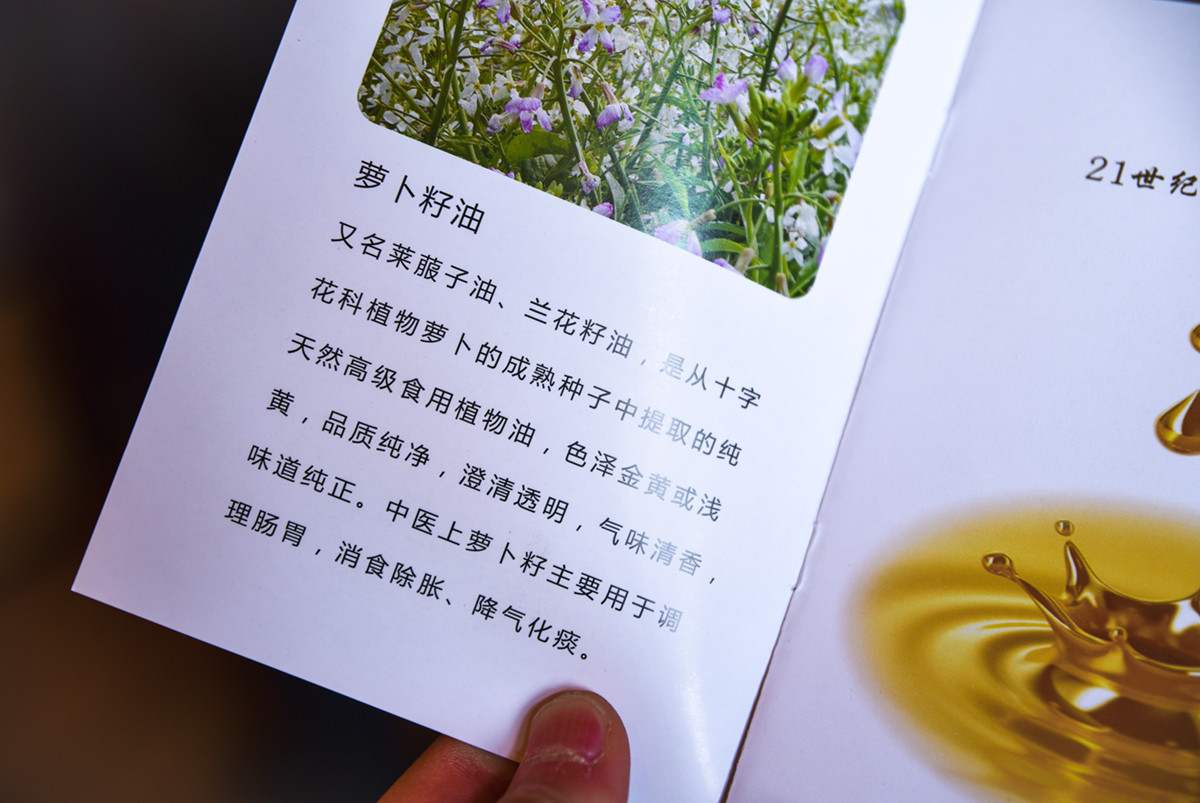 萝卜籽油
又名莱菔子油、兰花籽油，是从十字
花科植物萝卜的成熟种子中提取的纯
天然高级食用植物油，色泽金黄或浅
黄，品质纯净，澄清透明，气味清香，
味道纯正。中医上萝卜籽主要用于调
理肠胃，消食除胀、降气化痰。
21世纪